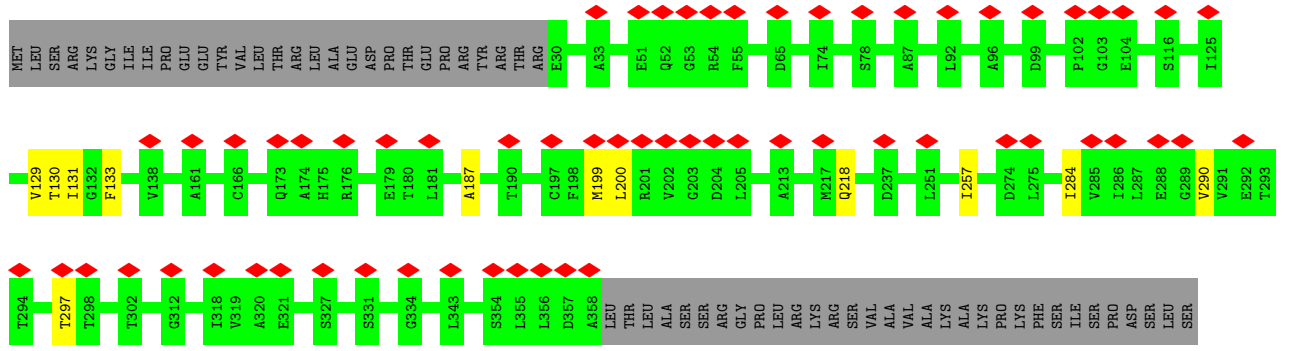 MET LEU SER ARG LYS GLY ILE ILE PRO GLU GLU TYR VAL LEU THR ARG LEU ALA GLU ASP PRO THR GLU PRO ARG TYR ARG THR ARG E30 A33 E51 Q52 G53 R54 F55 D65 I74 S78 A87 L92 A96 D99 P102 G103 E104 S116 I125
V129 T130 I131 G132 F133 V138 A161 C166 Q173 A174 H175 R176 E179 T180 L181 A187 T190 C197 F198 M199 L200 R201 V202 G203 D204 L205 A213 M217 Q218 D237 L251 I257 D274 L275 I284 V285 I286 L287 E288 G289 V290 V291 E292 T293
T294 T297 T298 T302 G312 I318 V319 A320 E321 S327 S331 G334 L343 S354 L355 L356 D357 A358 LEU THR LEU ALA SER SER ARG GLY PRO LEU ARG LYS ARG SER VAL ALA VAL ALA LYS ALA LYS PRO LYS PHE SER ILE SER PRO ASP SER LEU SER